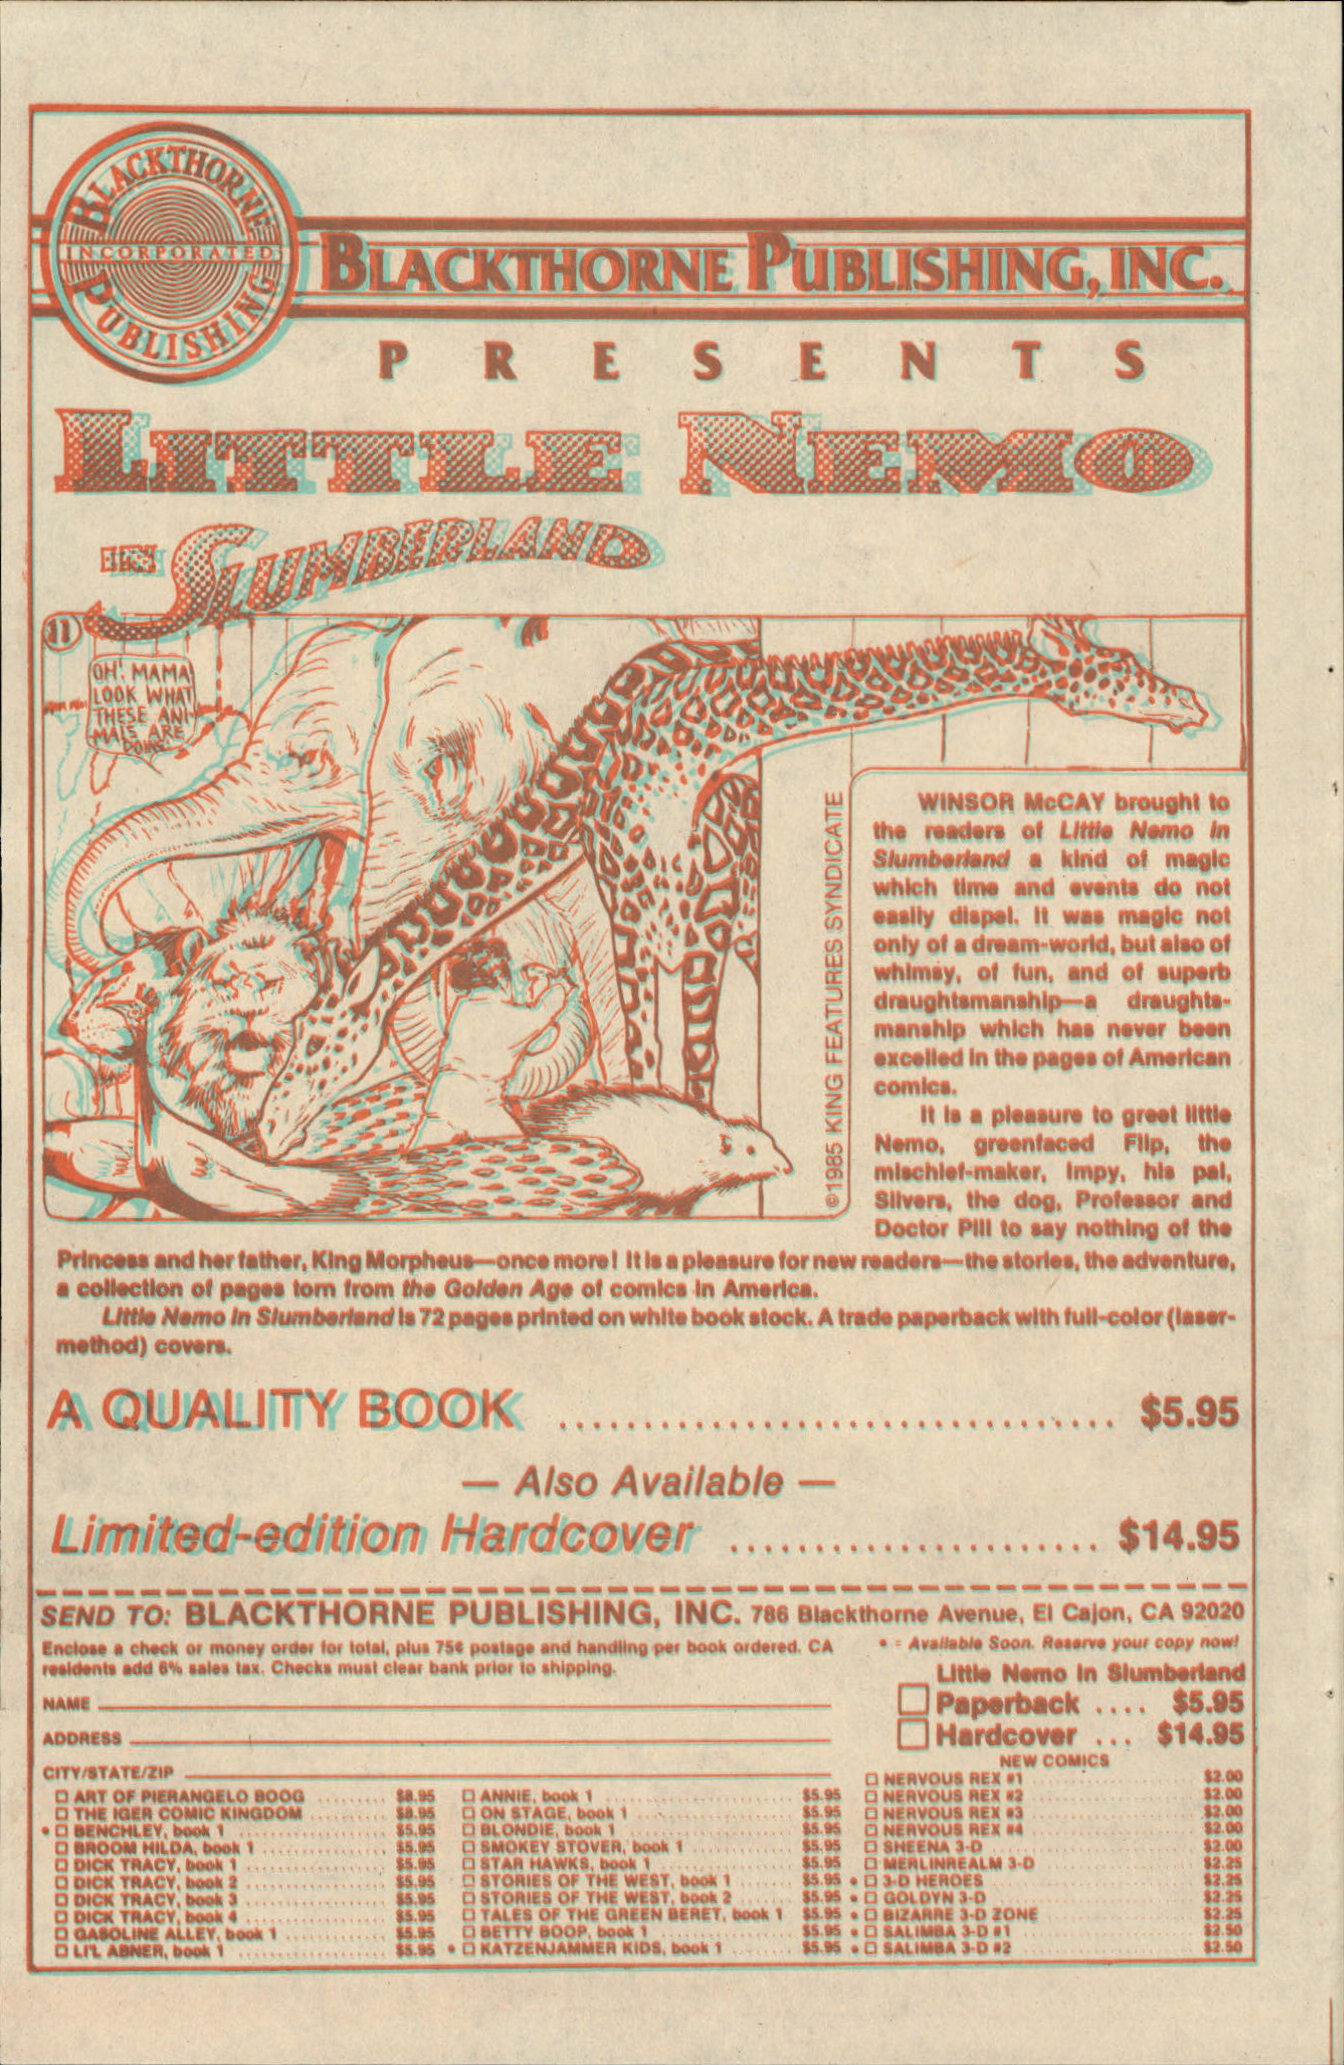 BLACKTHORNE
INCORPORATED
PUBLISHING
BLACKTHORNE PUBLISHING, INC.
PRESENTS
LITTLE NEMO
IN SLUMBERLAND
11
OH! MAMA
LOOK WHAT
THESE ANI-
MALS ARE
DOING!
©1985 KING FEATURES SYNDICATE
WINSOR McCAY brought to
the readers of Little Nemo in
Slumberland a kind of magic
which time and events do not
easily dispel. It was magic not
only of a dream-world, but also of
whimsy, of fun, and of superb
draughtsmanship—a draughts-
manship which has never been
excelled in the pages of American
comics.
It is a pleasure to greet little
Nemo, greenfaced Flip, the
mischief-maker, Impy, his pal,
Silvers, the dog, Professor and
Doctor Pill to say nothing of the
Princess and her father, King Morpheus—once more! It is a pleasure for new readers—the stories, the adventure,
a collection of pages torn from the Golden Age of comics in America.
Little Nemo in Slumberland is 72 pages printed on white book stock. A trade paperback with full-color (laser-
method) covers.
A QUALITY BOOK ........ $5.95
— Also Available —
Limited-edition Hardcover ........ $14.95
SEND TO: BLACKTHORNE PUBLISHING, INC. 786 Blackthorne Avenue, El Cajon, CA 92020
Enclose a check or money order for total, plus 75¢ postage and handling per book ordered. CA
residents add 6% sales tax. Checks must clear bank prior to shipping.
NAME
ADDRESS
CITY/STATE/ZIP
• = Available Soon. Reserve your copy now!
Little Nemo in Slumberland
☐ Paperback .... $5.95
☐ Hardcover ... $14.95
☐ ART OF PIERANGELO BOOG ........ $8.95
☐ THE IGER COMIC KINGDOM ........ $8.95
• ☐ BENCHLEY, book 1 ........ $5.95
☐ BROOM HILDA, book 1 ........ $5.95
☐ DICK TRACY, book 1 ........ $5.95
☐ DICK TRACY, book 2 ........ $5.95
☐ DICK TRACY, book 3 ........ $5.95
☐ DICK TRACY, book 4 ........ $5.95
☐ GASOLINE ALLEY, book 1 ........ $5.95
☐ LI'L ABNER, book 1 ........ $5.95
☐ ANNIE, book 1 ........ $5.95
☐ ON STAGE, book 1 ........ $5.95
☐ BLONDIE, book 1 ........ $5.95
☐ SMOKEY STOVER, book 1 ........ $5.95
☐ STAR HAWKS, book 1 ........ $5.95
☐ STORIES OF THE WEST, book 1 ........ $5.95
☐ STORIES OF THE WEST, book 2 ........ $5.95
☐ TALES OF THE GREEN BERET, book 1 $5.95
☐ BETTY BOOP, book 1 ........ $5.95
• ☐ KATZENJAMMER KIDS, book 1 ........ $5.95
NEW COMICS
☐ NERVOUS REX #1 ........ $2.00
☐ NERVOUS REX #2 ........ $2.00
☐ NERVOUS REX #3 ........ $2.00
☐ NERVOUS REX #4 ........ $2.00
☐ SHEENA 3-D ........ $2.00
☐ MERLINREALM 3-D ........ $2.25
• ☐ 3-D HEROES ........ $2.25
• ☐ GOLDYN 3-D ........ $2.25
• ☐ BIZARRE 3-D ZONE ........ $2.25
• ☐ SALIMBA 3-D #1 ........ $2.50
• ☐ SALIMBA 3-D #2 ........ $2.50